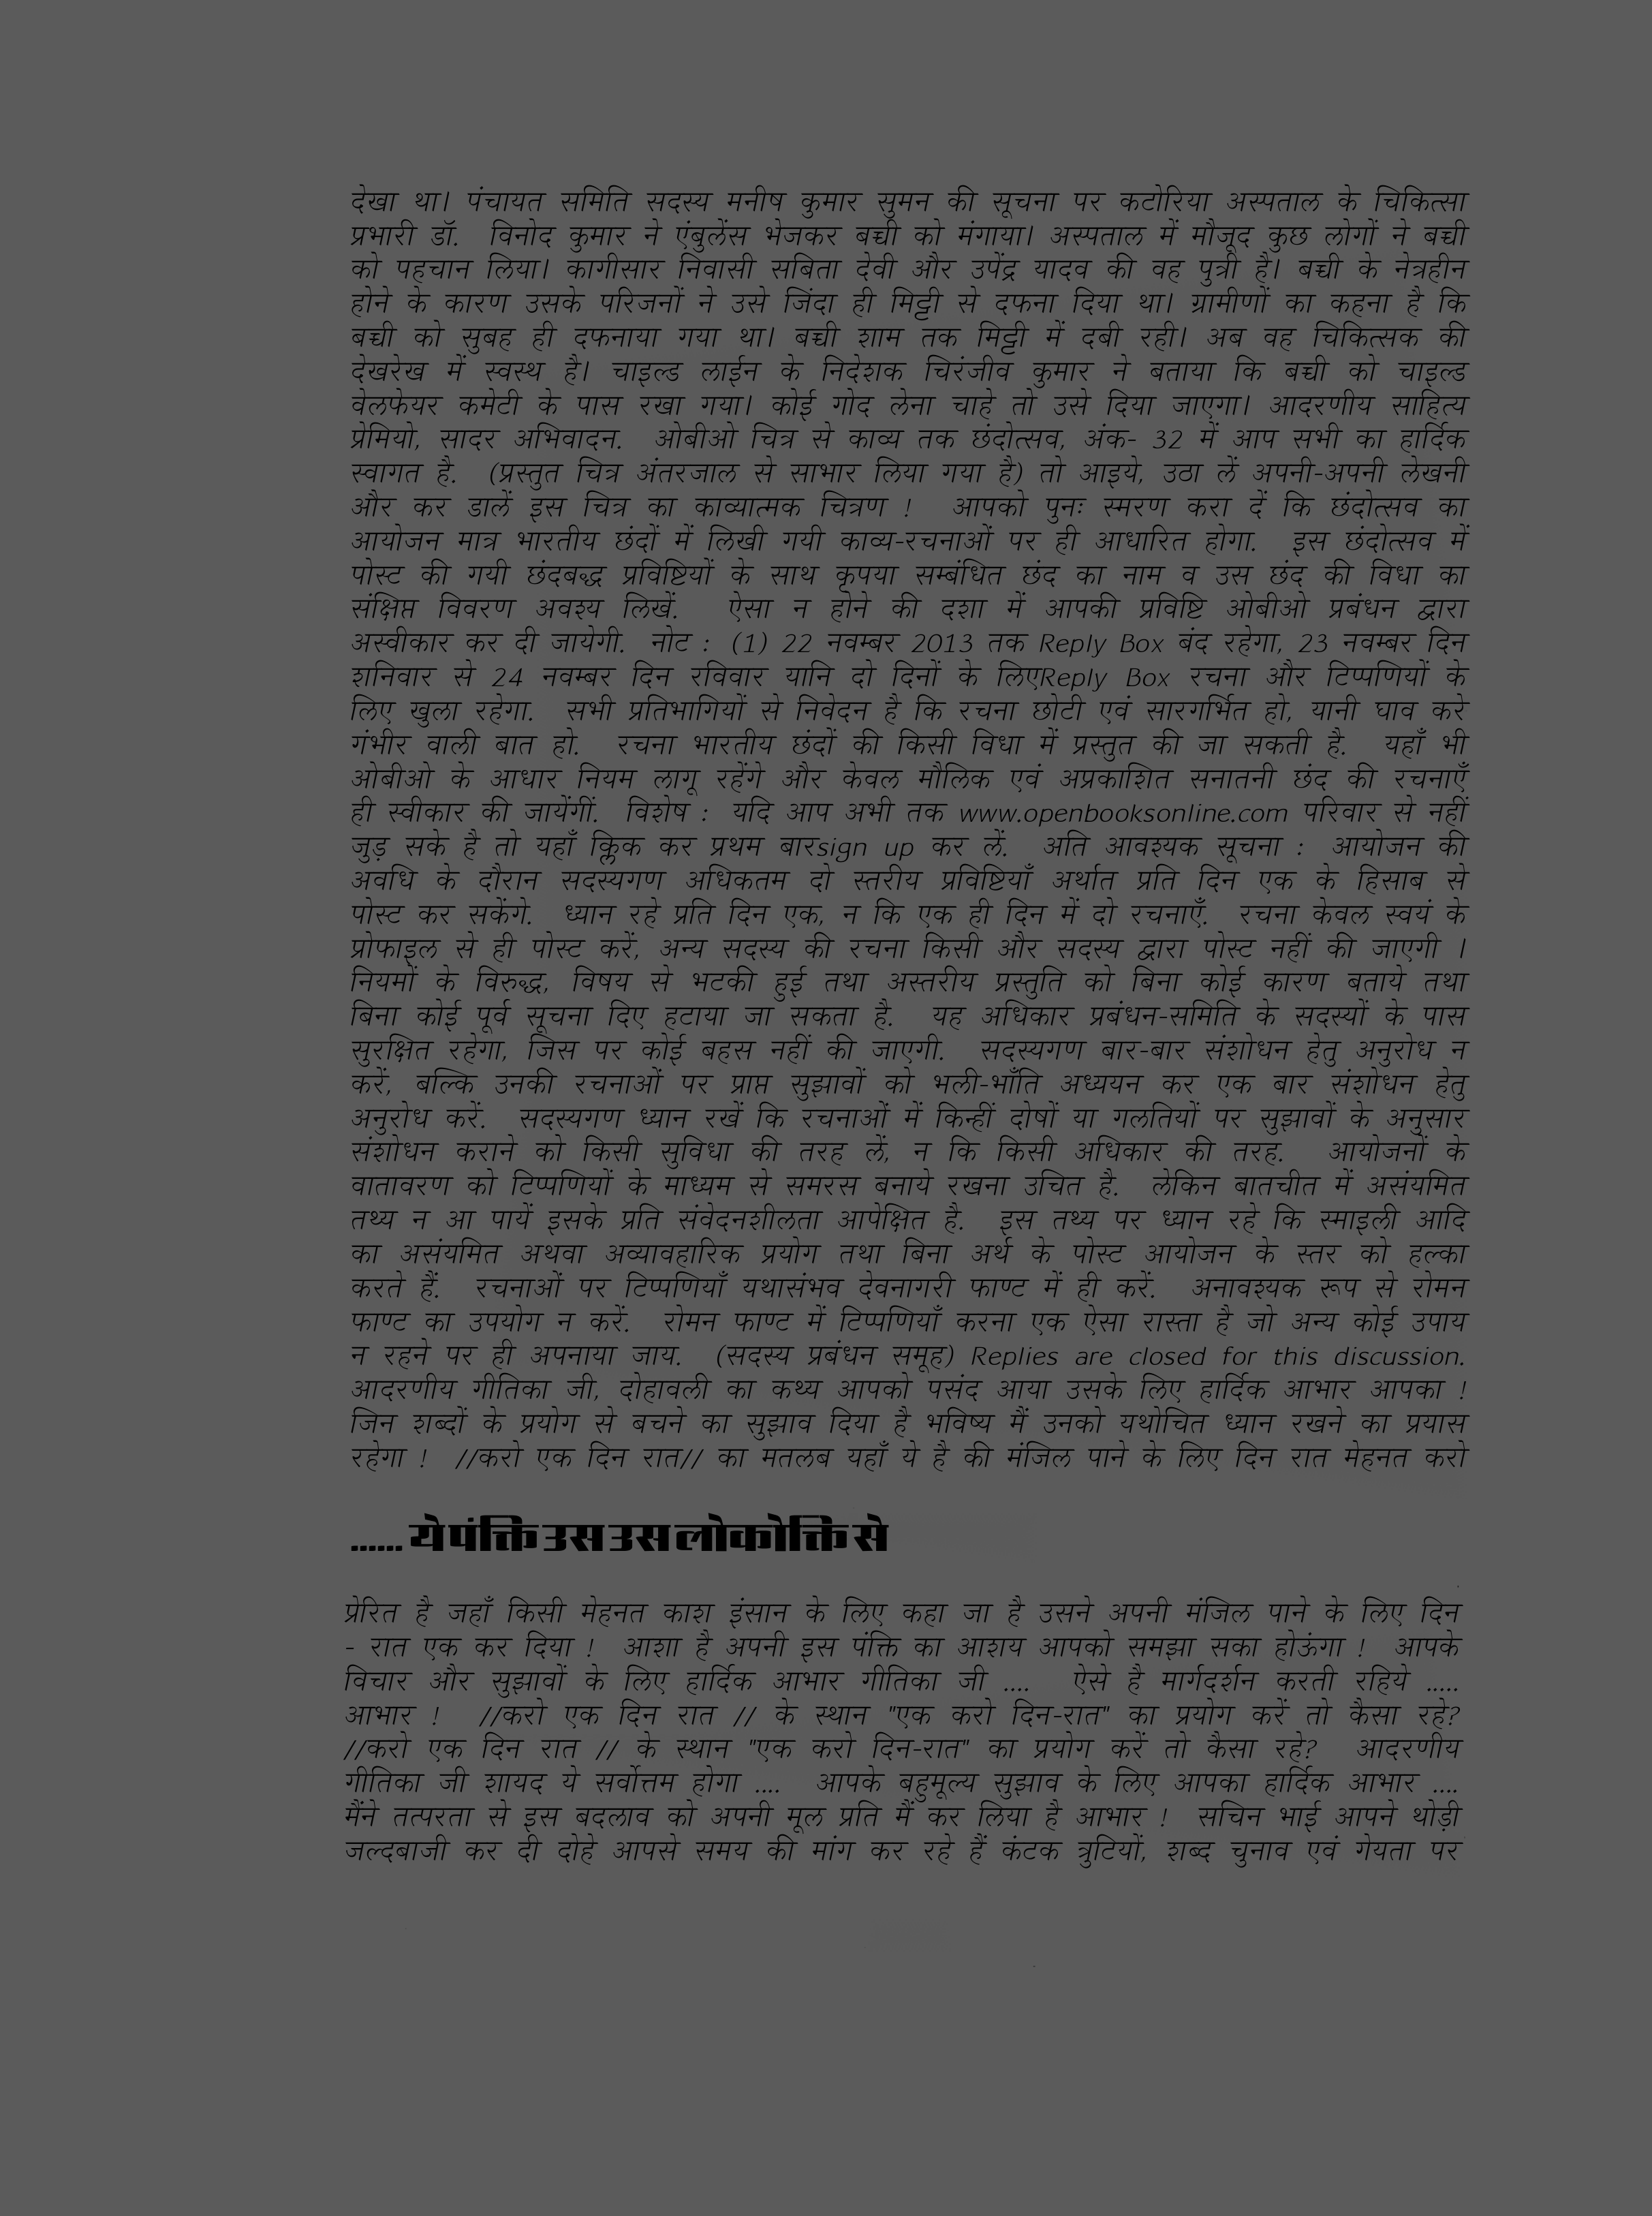 देखा था। पंचायत समिति सदस्य मनीष कुमार सुमन की सूचना पर कटोरिया अस्पताल के चिकित्सा
प्रभारी डॉ. विनोद कुमार ने एंबुलेंस भेजकर बच्ची को मंगाया। अस्पताल में मौजूद कुछ लोगों ने बच्ची
को पहचान लिया। कागीसार निवासी सबिता देवी और उपेंद्र यादव की वह पुत्री है। बच्ची के नेत्रहीन
होने के कारण उसके परिजनों ने उसे जिंदा ही मिट्टी से दफना दिया था। ग्रामीणों का कहना है कि
बच्ची को सुबह ही दफनाया गया था। बच्ची शाम तक मिट्टी में दबी रही। अब वह चिकित्सक की
देखरेख में स्वस्थ है। चाइल्ड लाईन के निदेशक चिरंजीव कुमार ने बताया कि बच्ची को चाइल्ड
वेलफेयर कमेटी के पास रखा गया। कोई गोद लेना चाहे तो उसे दिया जाएगा। आदरणीय साहित्य
प्रेमियो, सादर अभिवादन. ओबीओ चित्र से काव्य तक छंदोत्सव, अंक- 32 में आप सभी का हार्दिक
स्वागत है. (प्रस्तुत चित्र अंतरजाल से साभार लिया गया है) तो आइये, उठा लें अपनी-अपनी लेखनी
और कर डालें इस चित्र का काव्यात्मक चित्रण ! आपको पुनः स्मरण करा दें कि छंदोत्सव का
आयोजन मात्र भारतीय छंदों में लिखी गयी काव्य-रचनाओं पर ही आधारित होगा. इस छंदोत्सव में
पोस्ट की गयी छंदबद्ध प्रविष्टियों के साथ कृपया सम्बंधित छंद का नाम व उस छंद की विधा का
संक्षिप्त विवरण अवश्य लिखें. ऐसा न होने की दशा में आपकी प्रविष्टि ओबीओ प्रबंधन द्वारा
अस्वीकार कर दी जायेगी. नोट : (1) 22 नवम्बर 2013 तक Reply Box बंद रहेगा, 23 नवम्बर दिन
शनिवार से 24 नवम्बर दिन रविवार यानि दो दिनों के लिएReply Box रचना और टिप्पणियों के
लिए खुला रहेगा. सभी प्रतिभागियों से निवेदन है कि रचना छोटी एवं सारगर्भित हो, यानी घाव करे
गंभीर वाली बात हो. रचना भारतीय छंदों की किसी विधा में प्रस्तुत की जा सकती है. यहाँ भी
ओबीओ के आधार नियम लागू रहेंगे और केवल मौलिक एवं अप्रकाशित सनातनी छंद की रचनाएँ
ही स्वीकार की जायेंगीं. विशेष : यदि आप अभी तक www.openbooksonline.com परिवार से नहीं
जुड़ सके है तो यहाँ क्लिक कर प्रथम बारsign up कर लें. अति आवश्यक सूचना : आयोजन की
अवधि के दौरान सदस्यगण अधिकतम दो स्तरीय प्रविष्टियाँ अर्थात प्रति दिन एक के हिसाब से
पोस्ट कर सकेंगे. ध्यान रहे प्रति दिन एक, न कि एक ही दिन में दो रचनाएँ. रचना केवल स्वयं के
प्रोफाइल से ही पोस्ट करें, अन्य सदस्य की रचना किसी और सदस्य द्वारा पोस्ट नहीं की जाएगी ।
नियमों के विरुद्ध, विषय से भटकी हुई तथा अस्तरीय प्रस्तुति को बिना कोई कारण बताये तथा
बिना कोई पूर्व सूचना दिए हटाया जा सकता है. यह अधिकार प्रबंधन-समिति के सदस्यों के पास
सुरक्षित रहेगा, जिस पर कोई बहस नहीं की जाएगी. सदस्यगण बार-बार संशोधन हेतु अनुरोध न
करें, बल्कि उनकी रचनाओं पर प्राप्त सुझावों को भली-भाँति अध्ययन कर एक बार संशोधन हेतु
अनुरोध करें. सदस्यगण ध्यान रखें कि रचनाओं में किन्हीं दोषों या गलतियों पर सुझावों के अनुसार
संशोधन कराने को किसी सुविधा की तरह लें, न कि किसी अधिकार की तरह. आयोजनों के
वातावरण को टिप्पणियों के माध्यम से समरस बनाये रखना उचित है. लेकिन बातचीत में असंयमित
तथ्य न आ पायें इसके प्रति संवेदनशीलता आपेक्षित है. इस तथ्य पर ध्यान रहे कि स्माइली आदि
का असंयमित अथवा अव्यावहारिक प्रयोग तथा बिना अर्थ के पोस्ट आयोजन के स्तर को हल्का
करते हैं. रचनाओं पर टिप्पणियाँ यथासंभव देवनागरी फाण्ट में ही करें. अनावश्यक रूप से रोमन
फाण्ट का उपयोग न करें. रोमन फाण्ट में टिप्पणियाँ करना एक ऐसा रास्ता है जो अन्य कोई उपाय
न रहने पर ही अपनाया जाय. (सदस्य प्रबंधन समूह) Replies are closed for this discussion.
आदरणीय गीतिका जी, दोहावली का कथ्य आपको पसंद आया उसके लिए हार्दिक आभार आपका !
जिन शब्दों के प्रयोग से बचने का सुझाव दिया है भविष्य मैं उनको यथोचित ध्यान रखने का प्रयास
रहेगा ! //करो एक दिन रात// का मतलब यहाँ ये है की मंजिल पाने के लिए दिन रात मेहनत करो
...... ये पंक्ति उस उस लोकोक्ति से
प्रेरित है जहाँ किसी मेहनत काश इंसान के लिए कहा जा है उसने अपनी मंजिल पाने के लिए दिन
- रात एक कर दिया ! आशा है अपनी इस पंक्ति का आशय आपको समझा सका होऊंगा ! आपके
विचार और सुझावों के लिए हार्दिक आभार गीतिका जी .... ऐसे है मार्गदर्शन करती रहिये .....
आभार ! //करो एक दिन रात // के स्थान "एक करो दिन-रात" का प्रयोग करें तो कैसा रहे?
//करो एक दिन रात // के स्थान "एक करो दिन-रात" का प्रयोग करें तो कैसा रहे? आदरणीय
गीतिका जी शायद ये सर्वोत्तम होगा .... आपके बहुमूल्य सुझाव के लिए आपका हार्दिक आभार ....
मैंने तत्परता से इस बदलाव को अपनी मूल प्रति मैं कर लिया है आभार ! सचिन भाई आपने थोड़ी
जल्दबाजी कर दी दोहे आपसे समय की मांग कर रहे हैं कंटक त्रुटियों, शब्द चुनाव एवं गेयता पर